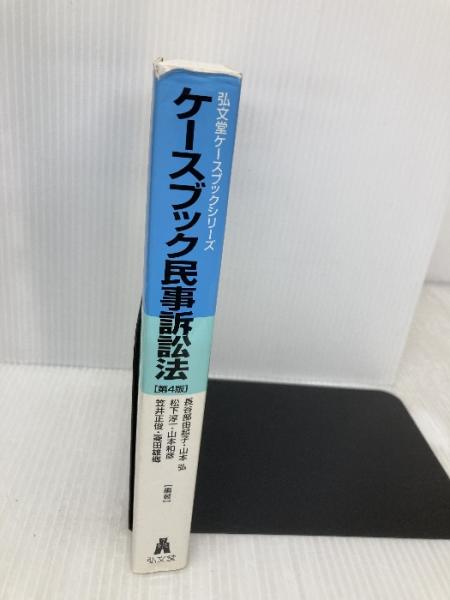 弘文堂ケースブックシリーズ
ケースブック民事訴訟法
[第4版]
長谷部由起子・山本 弘
松下淳一・山本和彦
笠井正俊・菱田雄郷
[編著]
弘文堂